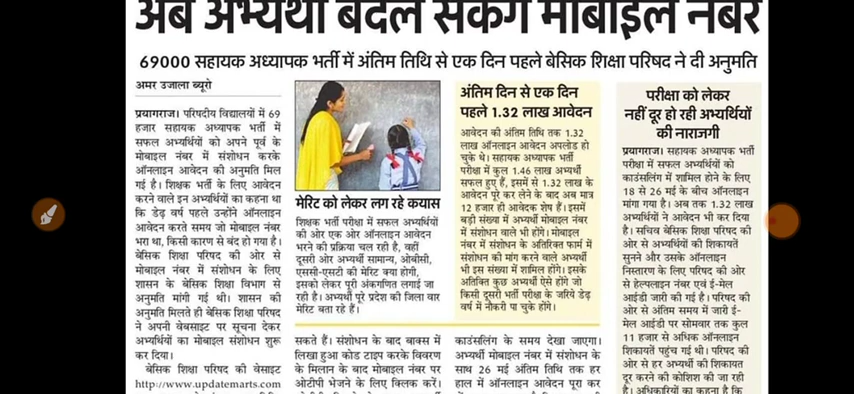 अब अभ्यर्थी बदल सकेंगे मोबाइल नंबर
69000 सहायक अध्यापक भर्ती में अंतिम तिथि से एक दिन पहले बेसिक शिक्षा परिषद ने दी अनुमति
अमर उजाला ब्यूरो
प्रयागराज। परिषदीय विद्यालयों में 69
हजार सहायक अध्यापक भर्ती में
सफल अभ्यर्थियों को अपने पूर्व के
मोबाइल नंबर में संशोधन करके
ऑनलाइन आवेदन की अनुमति मिल
गई है। शिक्षक भर्ती के लिए आवेदन
करने वाले इन अभ्यर्थियों का कहना था
कि डेढ़ वर्ष पहले उन्होंने ऑनलाइन
आवेदन करते समय जो मोबाइल नंबर
भरा था, किसी कारण से बंद हो गया है।
बेसिक शिक्षा परिषद की ओर से
मोबाइल नंबर में संशोधन के लिए
शासन के बेसिक शिक्षा विभाग से
अनुमति मांगी गई थी। शासन की
अनुमति मिलते ही बेसिक शिक्षा परिषद
ने अपनी वेबसाइट पर सूचना देकर
अभ्यर्थियों का मोबाइल संशोधन शुरू
कर दिया।
बेसिक शिक्षा परिषद की वेसाइट
http://www.updatemarts.com
मेरिट को लेकर लग रहे कयास
शिक्षक भर्ती परीक्षा में सफल अभ्यर्थियों
की ओर एक ओर ऑनलाइन आवेदन
भरने की प्रक्रिया चल रही है, वहीं
दूसरी ओर अभ्यर्थी सामान्य, ओबीसी,
एससी-एसटी की मेरिट क्या होगी,
इसको लेकर पूरी अंकगणित लगाई जा
रही है। अभ्यर्थी पूरे प्रदेश की जिला वार
मेरिट बता रहे हैं।
सकते हैं। संशोधन के बाद बाक्स में
लिखा हुआ कोड टाइप करके विवरण
के मिलान के बाद मोबाइल नंबर पर
ओटीपी भेजने के लिए क्लिक करें।
अंतिम दिन से एक दिन
पहले 1.32 लाख आवेदन
आवेदन की अंतिम तिथि तक 1.32
लाख ऑनलाइन आवेदन अपलोड हो
चुके थे। सहायक अध्यापक भर्ती
परीक्षा में कुल 1.46 लाख अभ्यर्थी
सफल हुए हैं, इसमें से 1.32 लाख के
आवेदन पूरे कर लेने के बाद अब मात्र
12 हजार ही आवेदक शेष हैं। इसमें
बड़ी संख्या में अभ्यर्थी मोबाइल नंबर
में संशोधन वाले भी होंगे। मोबाइल
नंबर में संशोधन के अतिरिक्त फार्म में
संशोधन की मांग करने वाले अभ्यर्थी
भी इस संख्या में शामिल होंगे। इसके
अतिक्ति कुछ अभ्यर्थी ऐसे होंगे जो
किसी दुसरी भर्ती परीक्षा के जरिये डेढ़
वर्ष में नौकरी पा चुके होंगे।
काउंसलिंग के समय देखा जाएगा।
अभ्यर्थी मोबाइल नंबर में संशोधन के
साथ 26 मई अंतिम तिथि तक हर
हाल में ऑनलाइन आवेदन पूरा कर
परीक्षा को लेकर
नहीं दूर हो रही अभ्यर्थियों
की नाराजगी
प्रयागराज। सहायक अध्यापक भर्ती
परीक्षा में सफल अभ्यर्थियों को
काउंसलिंग में शामिल होने के लिए
18 से 26 मई के बीच ऑनलाइन
मांगा गया है। अब तक 1.32 लाख
अभ्यर्थियों ने आवेदन भी कर दिया
है। सचिव बेसिक शिक्षा परिषद की
ओर से अभ्यर्थियों की शिकायतें
सुनने और उसके ऑनलाइन
निस्तारण के लिए परिषद की ओर
से हेल्पलाइन नंबर एवं ई-मेल
आईडी जारी की गई है। परिषद की
ओर से अंतिम समय में जारी ई-
मेल आईडी पर सोमवार तक कुल
11 हजार से अधिक ऑनलाइन
शिकायतें पहुंच गई थी। परिषद की
ओर से हर अभ्यर्थी की शिकायत
दूर करने की कोशिश की जा रही
है। अधिकारियों का कहना है कि